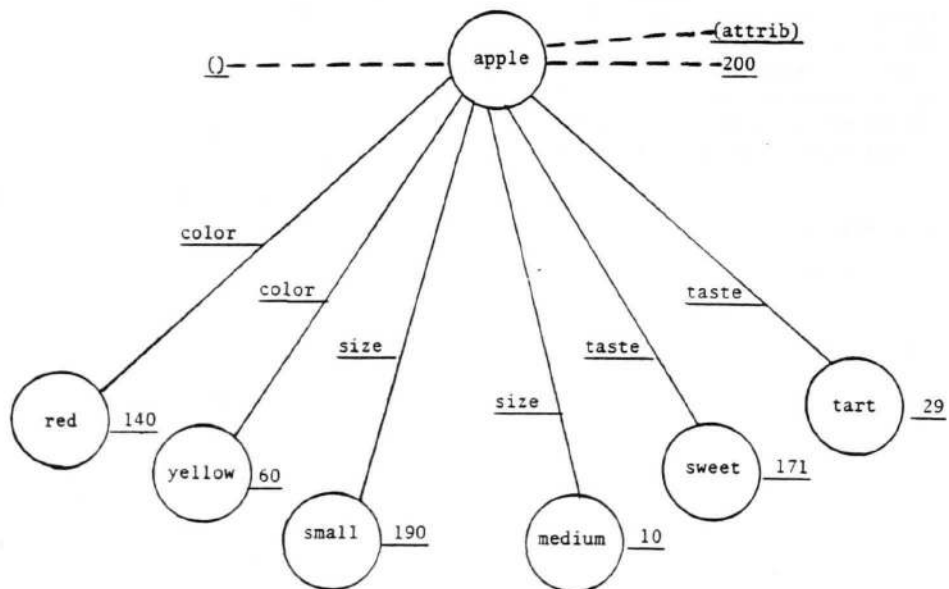 (attrib)
() apple 200
color
color taste
size taste
size
red 140 tart 29
yellow 60 sweet 171
small 190 medium 10